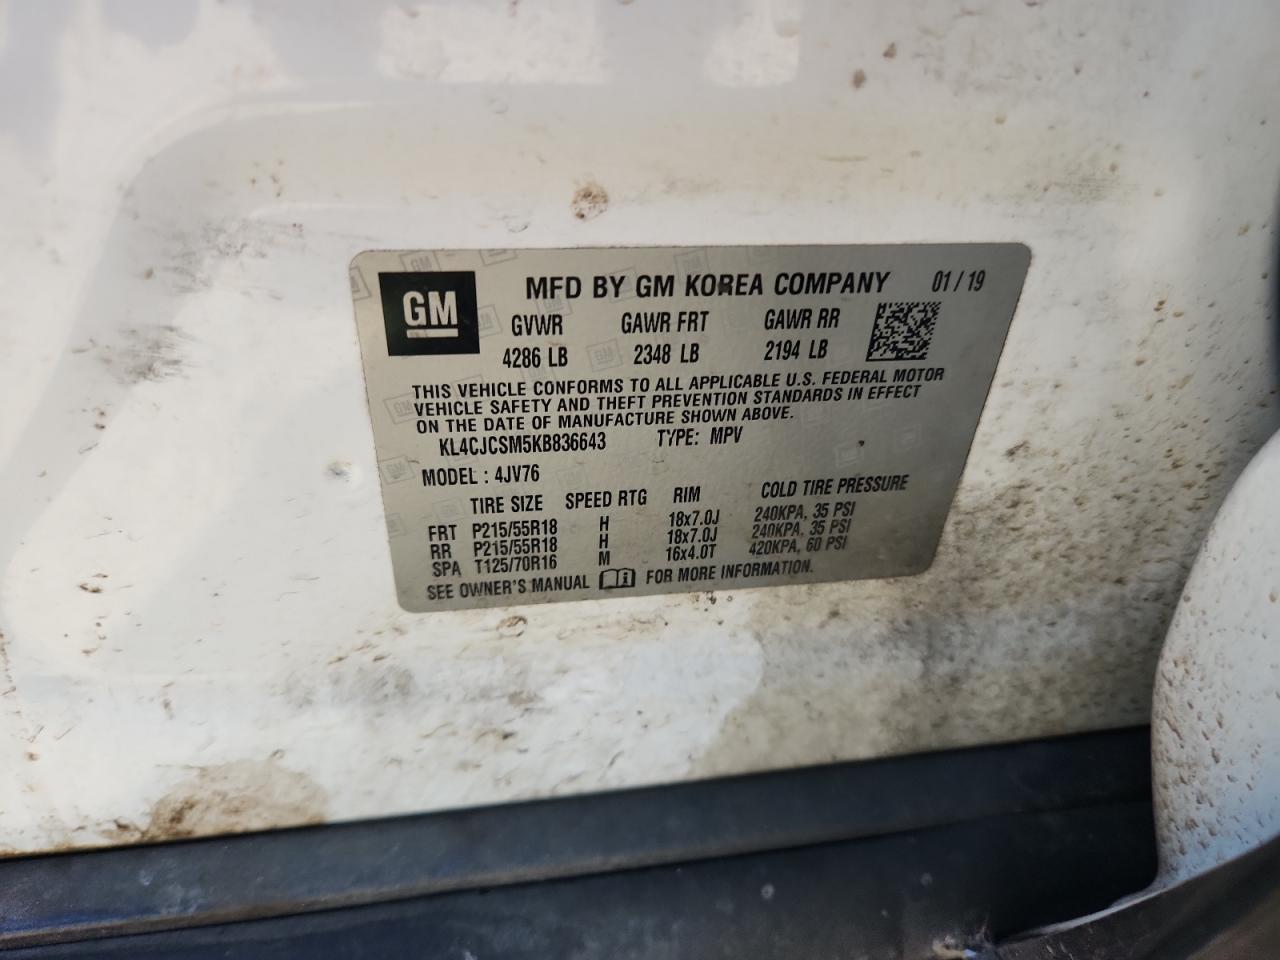 GM
MFD BY GM KOREA COMPANY 01 / 19
GVWR GAWR FRT GAWR RR
4286 LB 2348 LB 2194 LB
THIS VEHICLE CONFORMS TO ALL APPLICABLE U.S. FEDERAL MOTOR
VEHICLE SAFETY AND THEFT PREVENTION STANDARDS IN EFFECT
ON THE DATE OF MANUFACTURE SHOWN ABOVE.
KL4CJCSM5KB836643 TYPE: MPV
MODEL : 4JV76
TIRE SIZE SPEED RTG RIM COLD TIRE PRESSURE
FRT P215/55R18 H 18x7.0J 240KPA, 35 PSI
RR P215/55R18 H 18x7.0J 240KPA, 35 PSI
SPA T125/70R16 M 16x4.0T 420KPA, 60 PSI
SEE OWNER'S MANUAL FOR MORE INFORMATION.